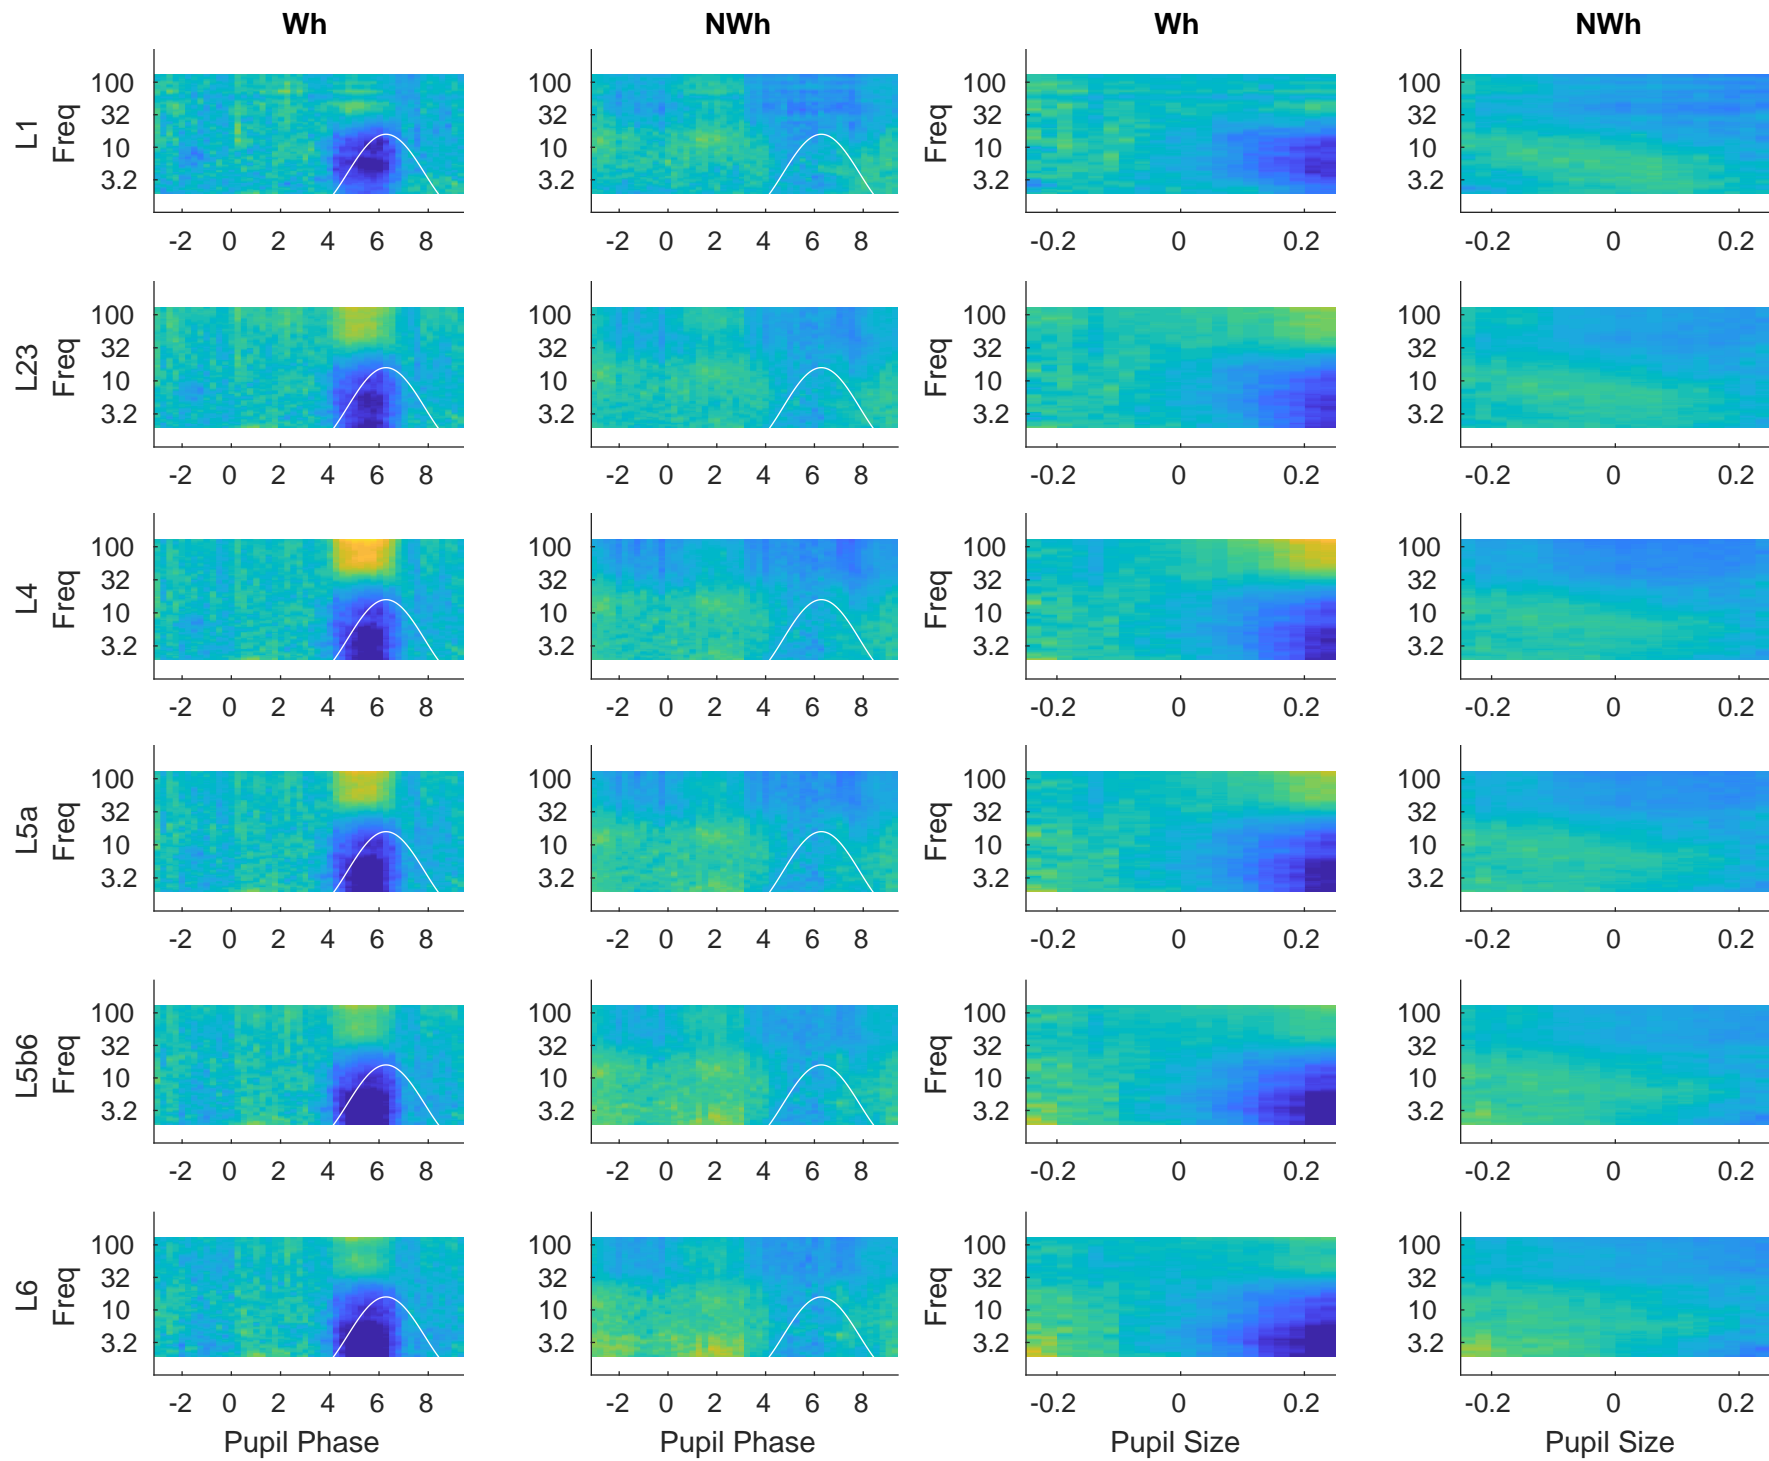 Wh NWh Wh NWh
L1 Freq 100 32 10 3.2 Freq 100 32 10 3.2 100 32 10 3.2 100 32 10 3.2
-2 0 2 4 6 8 -2 0 2 4 6 8 -0.2 0 0.2 -0.2 0 0.2
L23 Freq 100 32 10 3.2 100 32 10 3.2 Freq 100 32 10 3.2 100 32 10 3.2
-2 0 2 4 6 8 -2 0 2 4 6 8 -0.2 0 0.2 -0.2 0 0.2
L4 Freq 100 32 10 3.2 100 32 10 3.2 Freq 100 32 10 3.2 100 32 10 3.2
-2 0 2 4 6 8 -2 0 2 4 6 8 -0.2 0 0.2 -0.2 0 0.2
L5a Freq 100 32 10 3.2 100 32 10 3.2 Freq 100 32 10 3.2 100 32 10 3.2
-2 0 2 4 6 8 -2 0 2 4 6 8 -0.2 0 0.2 -0.2 0 0.2
L5b6 Freq 100 32 10 3.2 100 32 10 3.2 Freq 100 32 10 3.2 100 32 10 3.2
-2 0 2 4 6 8 -2 0 2 4 6 8 -0.2 0 0.2 -0.2 0 0.2
L6 Freq 100 32 10 3.2 100 32 10 3.2 Freq 100 32 10 3.2 100 32 10 3.2
-2 0 2 4 6 8 -2 0 2 4 6 8 -0.2 0 0.2 -0.2 0 0.2
Pupil Phase Pupil Phase Pupil Size Pupil Size